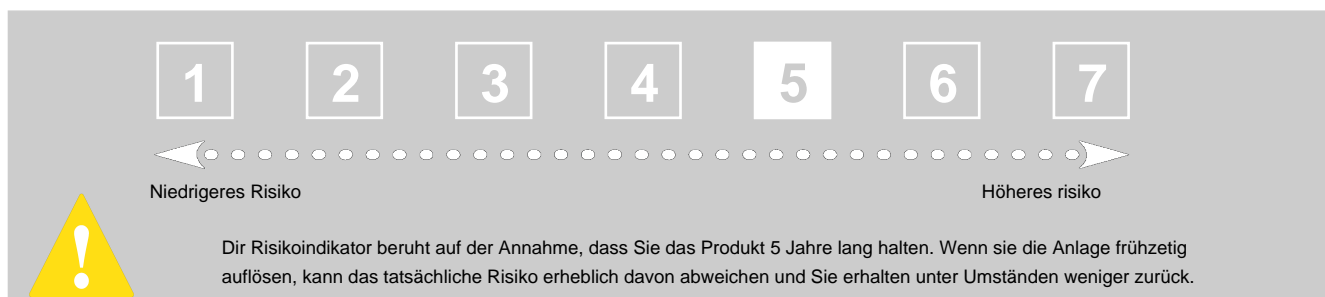 1 2 3 4 5 6 7
Niedrigeres Risiko Höheres risiko
!
Dir Risikoindikator beruht auf der Annahme, dass Sie das Produkt 5 Jahre lang halten. Wenn sie die Anlage frühzetig
auflösen, kann das tatsächliche Risiko erheblich davon abweichen und Sie erhalten unter Umständen weniger zurück.